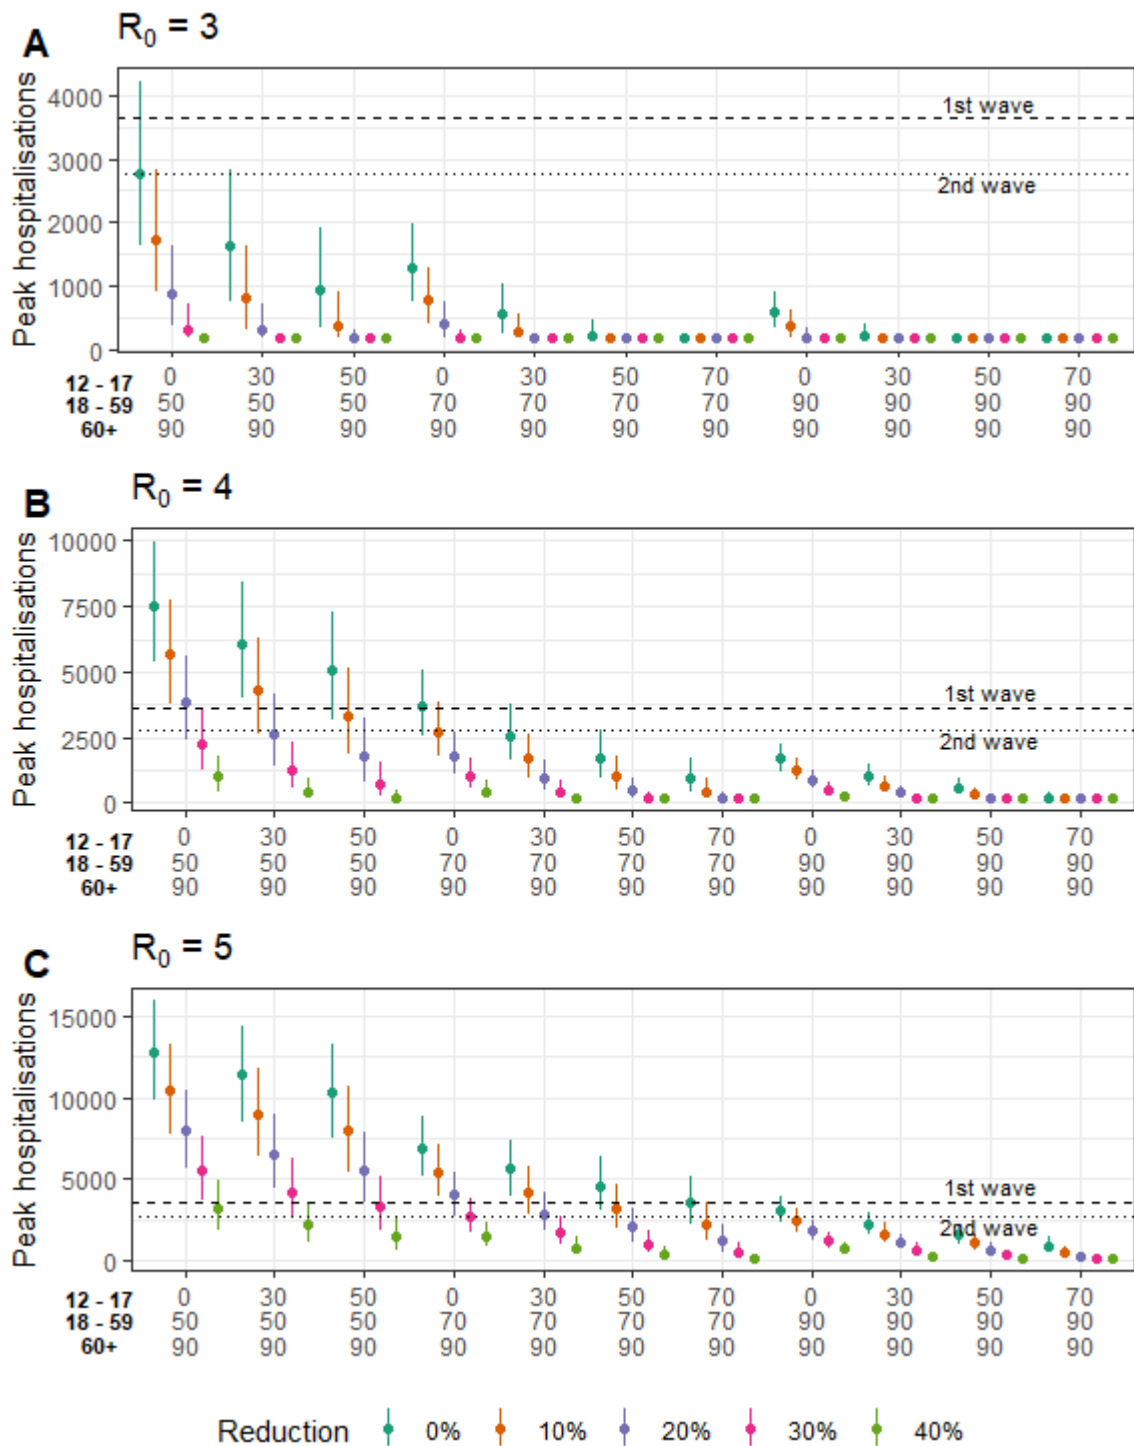 A R0 = 3
Peak hospitalisations
4000
3000
2000
1000
0
1st wave
2nd wave
12 - 17 0 30 50 0 30 50 70 0 30 50 70
18 - 59 50 50 50 70 70 70 70 90 90 90 90
60+ 90 90 90 90 90 90 90 90 90 90 90
B R0 = 4
Peak hospitalisations
10000
7500
5000
2500
0
1st wave
2nd wave
12 - 17 0 30 50 0 30 50 70 0 30 50 70
18 - 59 50 50 50 70 70 70 70 90 90 90 90
60+ 90 90 90 90 90 90 90 90 90 90 90
C R0 = 5
Peak hospitalisations
15000
10000
5000
0
1st wave
2nd wave
12 - 17 0 30 50 0 30 50 70 0 30 50 70
18 - 59 50 50 50 70 70 70 70 90 90 90 90
60+ 90 90 90 90 90 90 90 90 90 90 90
Reduction 0% 10% 20% 30% 40%